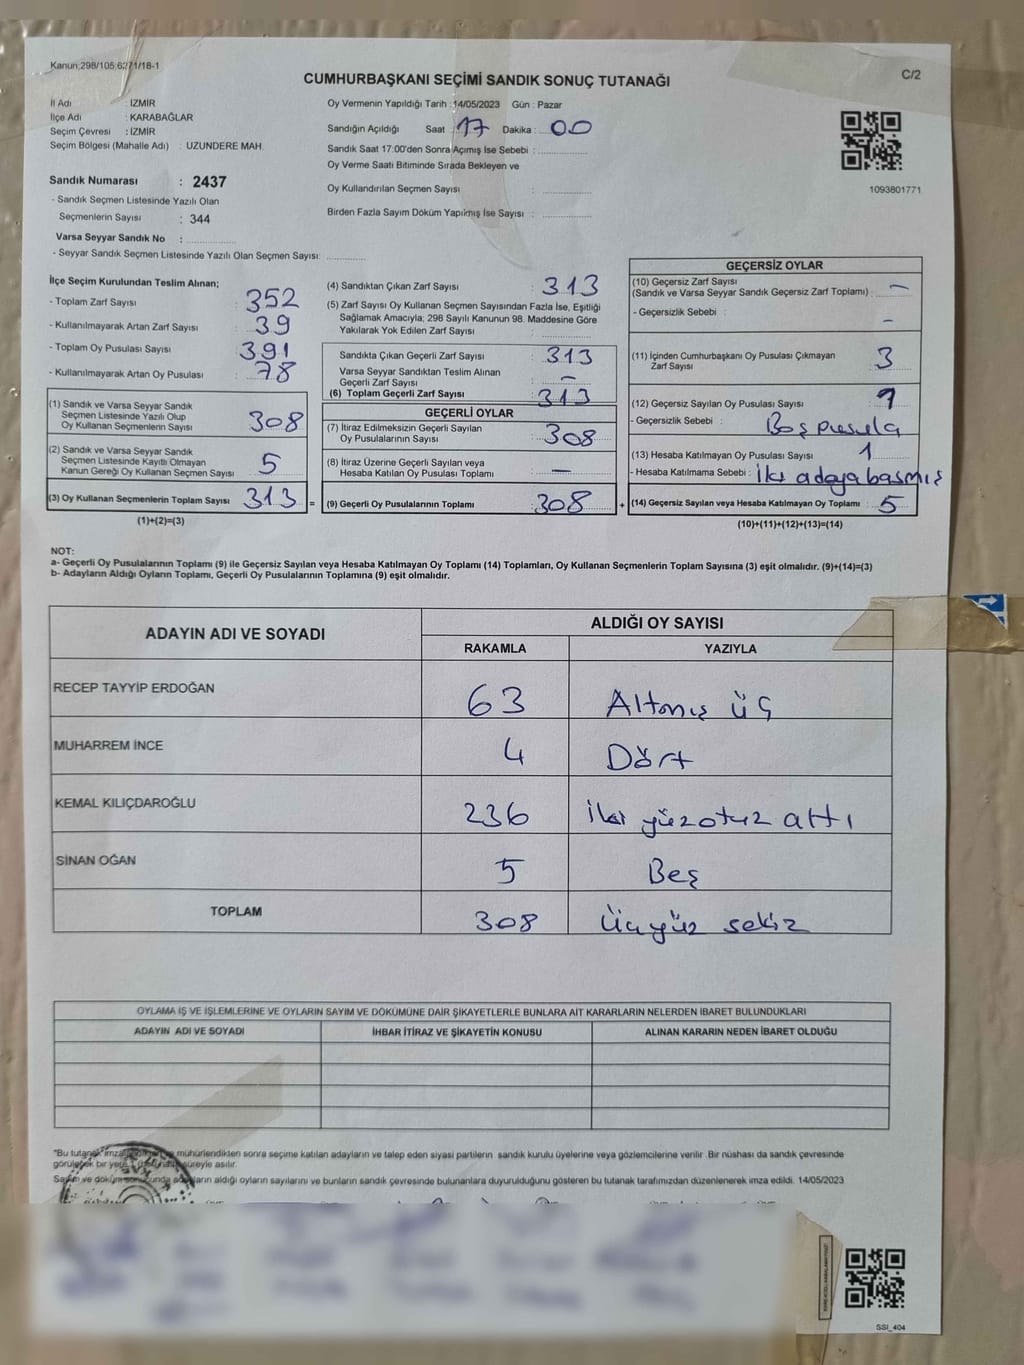 Kanun:298/105;6271/18-1
CUMHURBAŞKANI SEÇİMİ SANDIK SONUÇ TUTANAĞI
C/2
İl Adı : İZMİR
İlçe Adı : KARABAĞLAR
Seçim Çevresi : İZMİR
Seçim Bölgesi (Mahalle Adı) : UZUNDERE MAH.
Sandık Numarası : 2437
- Sandık Seçmen Listesinde Yazılı Olan
Seçmenlerin Sayısı : 344
Varsa Seyyar Sandık No :
- Seyyar Sandık Seçmen Listesinde Yazılı Olan Seçmen Sayısı:
Oy Vermenin Yapıldığı Tarih : 14/05/2023 Gün : Pazar
Sandığın Açıldığı Saat : 17 Dakika : 00
Sandık Saat 17:00'den Sonra Açımış İse Sebebi :
Oy Verme Saati Bitiminde Sırada Bekleyen ve
Oy Kullandırılan Seçmen Sayısı :
Birden Fazla Sayım Döküm Yapılmış İse Sayısı :
1093801771
İlçe Seçim Kurulundan Teslim Alınan;
- Toplam Zarf Sayısı : 352
- Kullanılmayarak Artan Zarf Sayısı : 39
- Toplam Oy Pusulası Sayısı : 391
- Kullanılmayarak Artan Oy Pusulası : 78
(1) Sandık ve Varsa Seyyar Sandık
Seçmen Listesinde Yazılı Olup
Oy Kullanan Seçmenlerin Sayısı : 308
(2) Sandık ve Varsa Seyyar Sandık
Seçmen Listesinde Kayıtlı Olmayan
Kanun Gereği Oy Kullanan Seçmen Sayısı : 5
(3) Oy Kullanan Seçmenlerin Toplam Sayısı : 313 =
(1)+(2)=(3)
(4) Sandıktan Çıkan Zarf Sayısı : 313
(5) Zarf Sayısı Oy Kullanan Seçmen Sayısından Fazla İse, Eşitliği
Sağlamak Amacıyla; 298 Sayılı Kanunun 98. Maddesine Göre
Yakılarak Yok Edilen Zarf Sayısı :
Sandıkta Çıkan Geçerli Zarf Sayısı : 313
Varsa Seyyar Sandıktan Teslim Alınan
Geçerli Zarf Sayısı : –
(6) Toplam Geçerli Zarf Sayısı : 313
GEÇERLİ OYLAR
(7) İtiraz Edilmeksizin Geçerli Sayılan
Oy Pusulalarının Sayısı : 308
(8) İtiraz Üzerine Geçerli Sayılan veya
Hesaba Katılan Oy Pusulası Toplamı : –
(9) Geçerli Oy Pusulalarının Toplamı : 308 +
GEÇERSİZ OYLAR
(10) Geçersiz Zarf Sayısı
(Sandık ve Varsa Seyyar Sandık Geçersiz Zarf Toplamı) : –
- Geçersizlik Sebebi : –
(11) İçinden Cumhurbaşkanı Oy Pusulası Çıkmayan
Zarf Sayısı : 3
(12) Geçersiz Sayılan Oy Pusulası Sayısı : 1
- Geçersizlik Sebebi : Boş pusula
(13) Hesaba Katılmayan Oy Pusulası Sayısı : 1
- Hesaba Katılmama Sebebi : İki adaya basmış
(14) Geçersiz Sayılan veya Hesaba Katılmayan Oy Toplamı : 5
(10)+(11)+(12)+(13)=(14)
NOT:
a- Geçerli Oy Pusulalarının Toplamı (9) ile Geçersiz Sayılan veya Hesaba Katılmayan Oy Toplamı (14) Toplamları, Oy Kullanan Seçmenlerin Toplam Sayısına (3) eşit olmalıdır. (9)+(14)=(3)
b- Adayların Aldığı Oyların Toplamı, Geçerli Oy Pusulalarının Toplamına (9) eşit olmalıdır.
ADAYIN ADI VE SOYADI
ALDIĞI OY SAYISI
RAKAMLA YAZIYLA
RECEP TAYYİP ERDOĞAN 63 Altmış üç
MUHARREM İNCE 4 Dört
KEMAL KILIÇDAROĞLU 236 İki yüz otuz altı
SİNAN OĞAN 5 Beş
TOPLAM 308 Üçyüz sekiz
OYLAMA İŞ VE İŞLEMLERİNE VE OYLARIN SAYIM VE DÖKÜMÜNE DAİR ŞİKAYETLERLE BUNLARA AİT KARARLARIN NELERDEN İBARET BULUNDUKLARI
ADAYIN ADI VE SOYADI İHBAR İTİRAZ VE ŞİKAYETİN KONUSU ALINAN KARARIN NEDEN İBARET OLDUĞU
"Bu tutanak mühürlendikten sonra seçime katılan adayların ve talep eden siyasi partilerin sandık kurulu üyelerine veya gözlemcilerine verilir .Bir nüshası da sandık çevresinde
görülecek bir yere süreyle asılır.
Sayım ve döküm aldığı oyların sayılarını ve bunların sandık çevresinde bulunanlara duyurulduğunu gösteren bu tutanak tarafımızdan düzenlenerek imza edildi. 14/05/2023
SSI_404